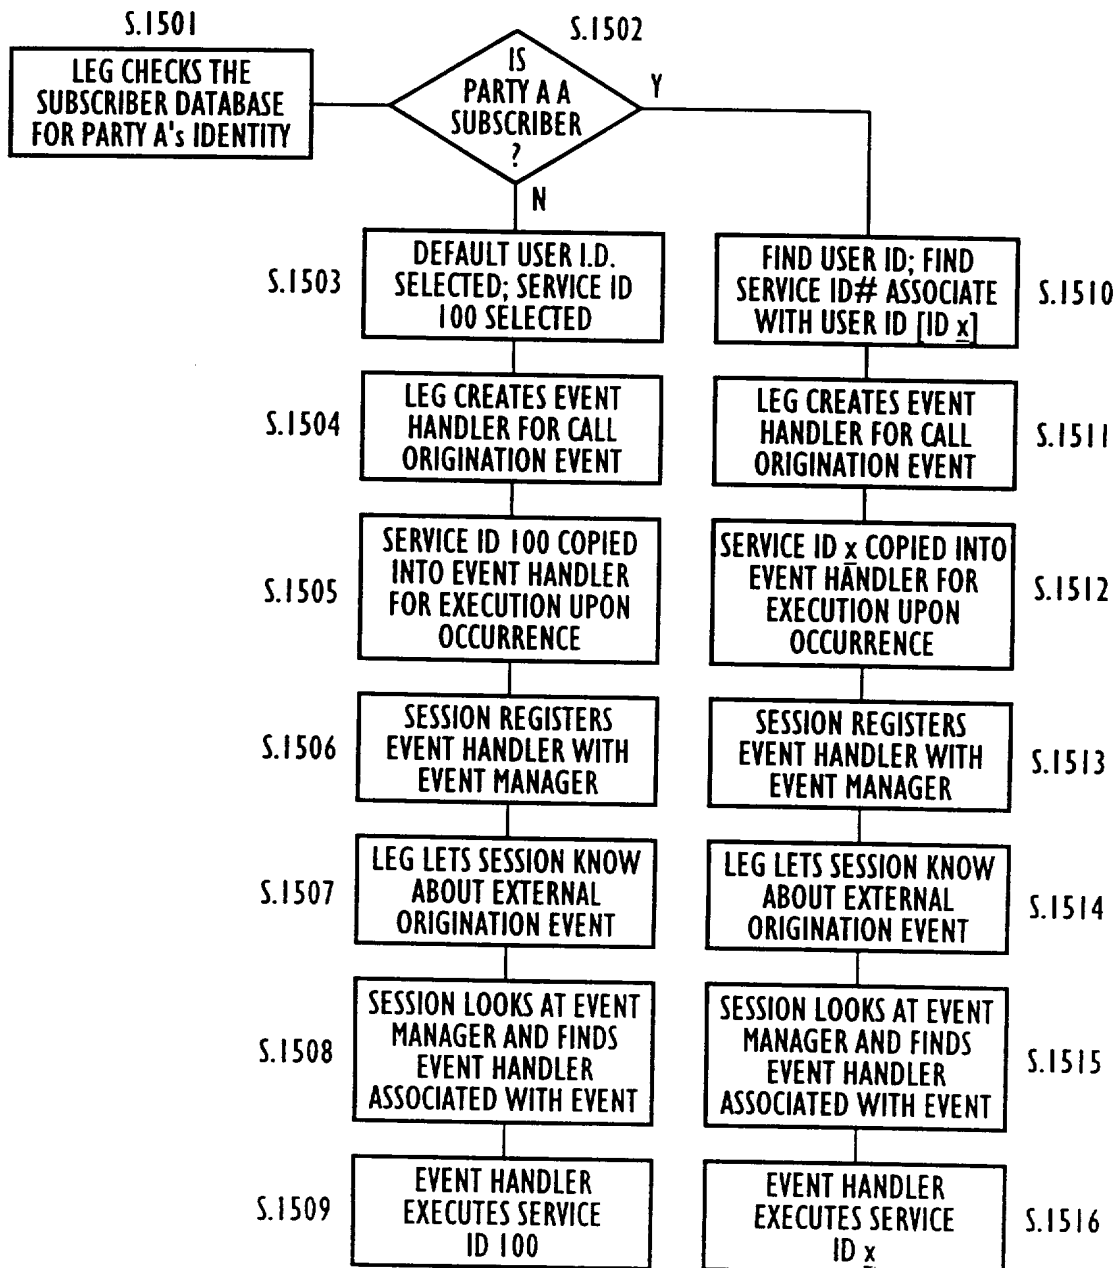 S.1501
LEG CHECKS THE
SUBSCRIBER DATABASE
FOR PARTY A's IDENTITY
S.1502
IS
PARTY A A
SUBSCRIBER
?
Y
N
S.1503
DEFAULT USER I.D.
SELECTED; SERVICE ID
100 SELECTED
S.1504
LEG CREATES EVENT
HANDLER FOR CALL
ORIGINATION EVENT
S.1505
SERVICE ID 100 COPIED
INTO EVENT HANDLER
FOR EXECUTION UPON
OCCURRENCE
S.1506
SESSION REGISTERS
EVENT HANDLER WITH
EVENT MANAGER
S.1507
LEG LETS SESSION KNOW
ABOUT EXTERNAL
ORIGINATION EVENT
S.1508
SESSION LOOKS AT EVENT
MANAGER AND FINDS
EVENT HANDLER
ASSOCIATED WITH EVENT
S.1509
EVENT HANDLER
EXECUTES SERVICE
ID 100
FIND USER ID; FIND
SERVICE ID# ASSOCIATE
WITH USER ID [ID x]
S.1510
LEG CREATES EVENT
HANDLER FOR CALL
ORIGINATION EVENT
S.1511
SERVICE ID x COPIED INTO
EVENT HANDLER FOR
EXECUTION UPON
OCCURRENCE
S.1512
SESSION REGISTERS
EVENT HANDLER WITH
EVENT MANAGER
S.1513
LEG LETS SESSION KNOW
ABOUT EXTERNAL
ORIGINATION EVENT
S.1514
SESSION LOOKS AT EVENT
MANAGER AND FINDS
EVENT HANDLER
ASSOCIATED WITH EVENT
S.1515
EVENT HANDLER
EXECUTES SERVICE
ID x
S.1516